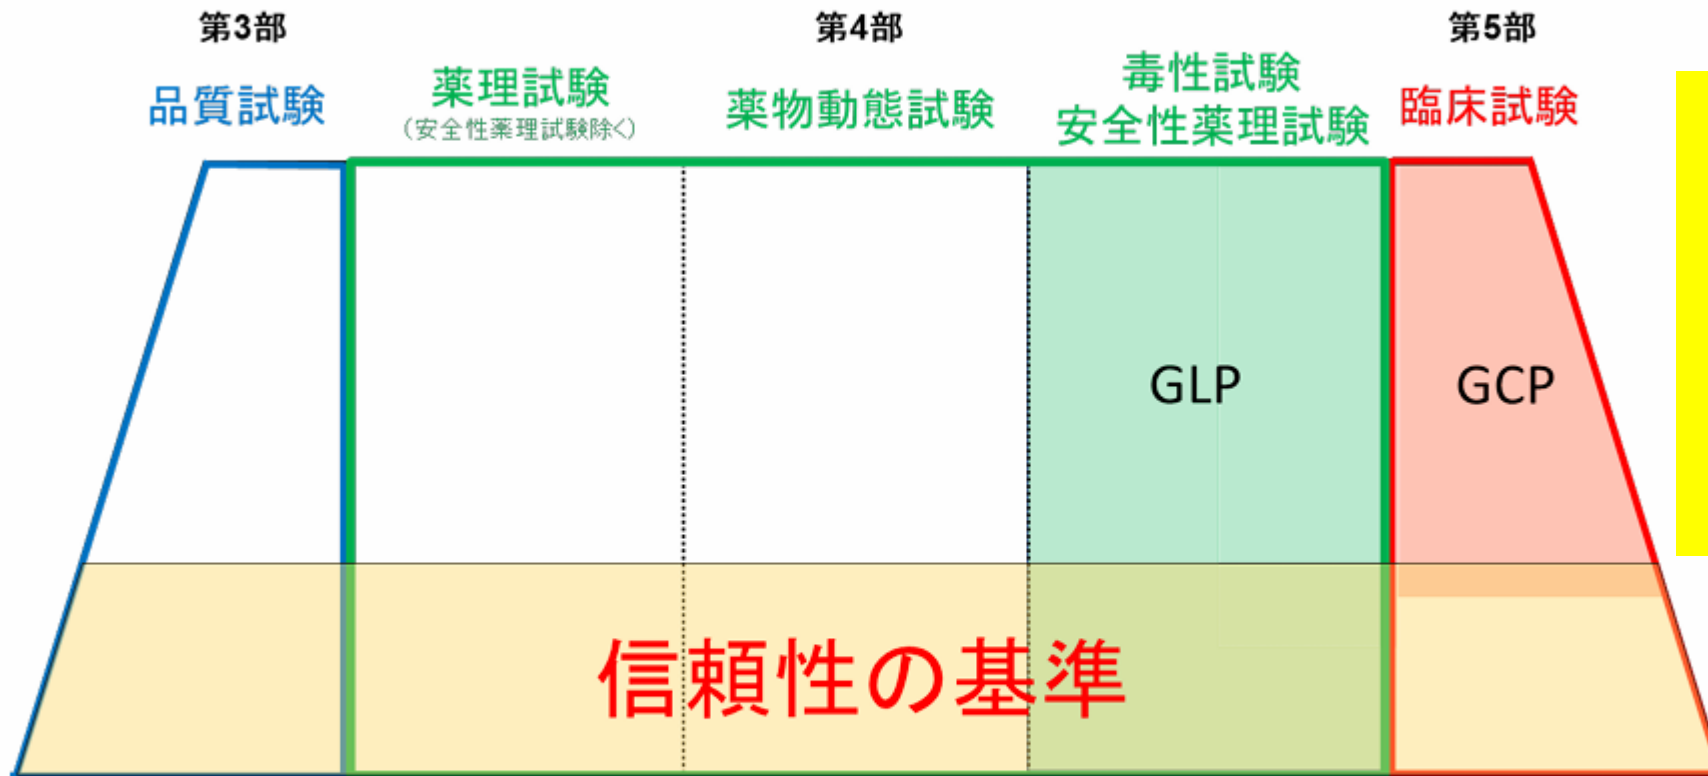 第3部
第4部
第5部
品質試験
薬理試験
（安全性薬理試験除く）
薬物動態試験
毒性試験
安全性薬理試験
臨床試験
GLP
GCP
信頼性の基準